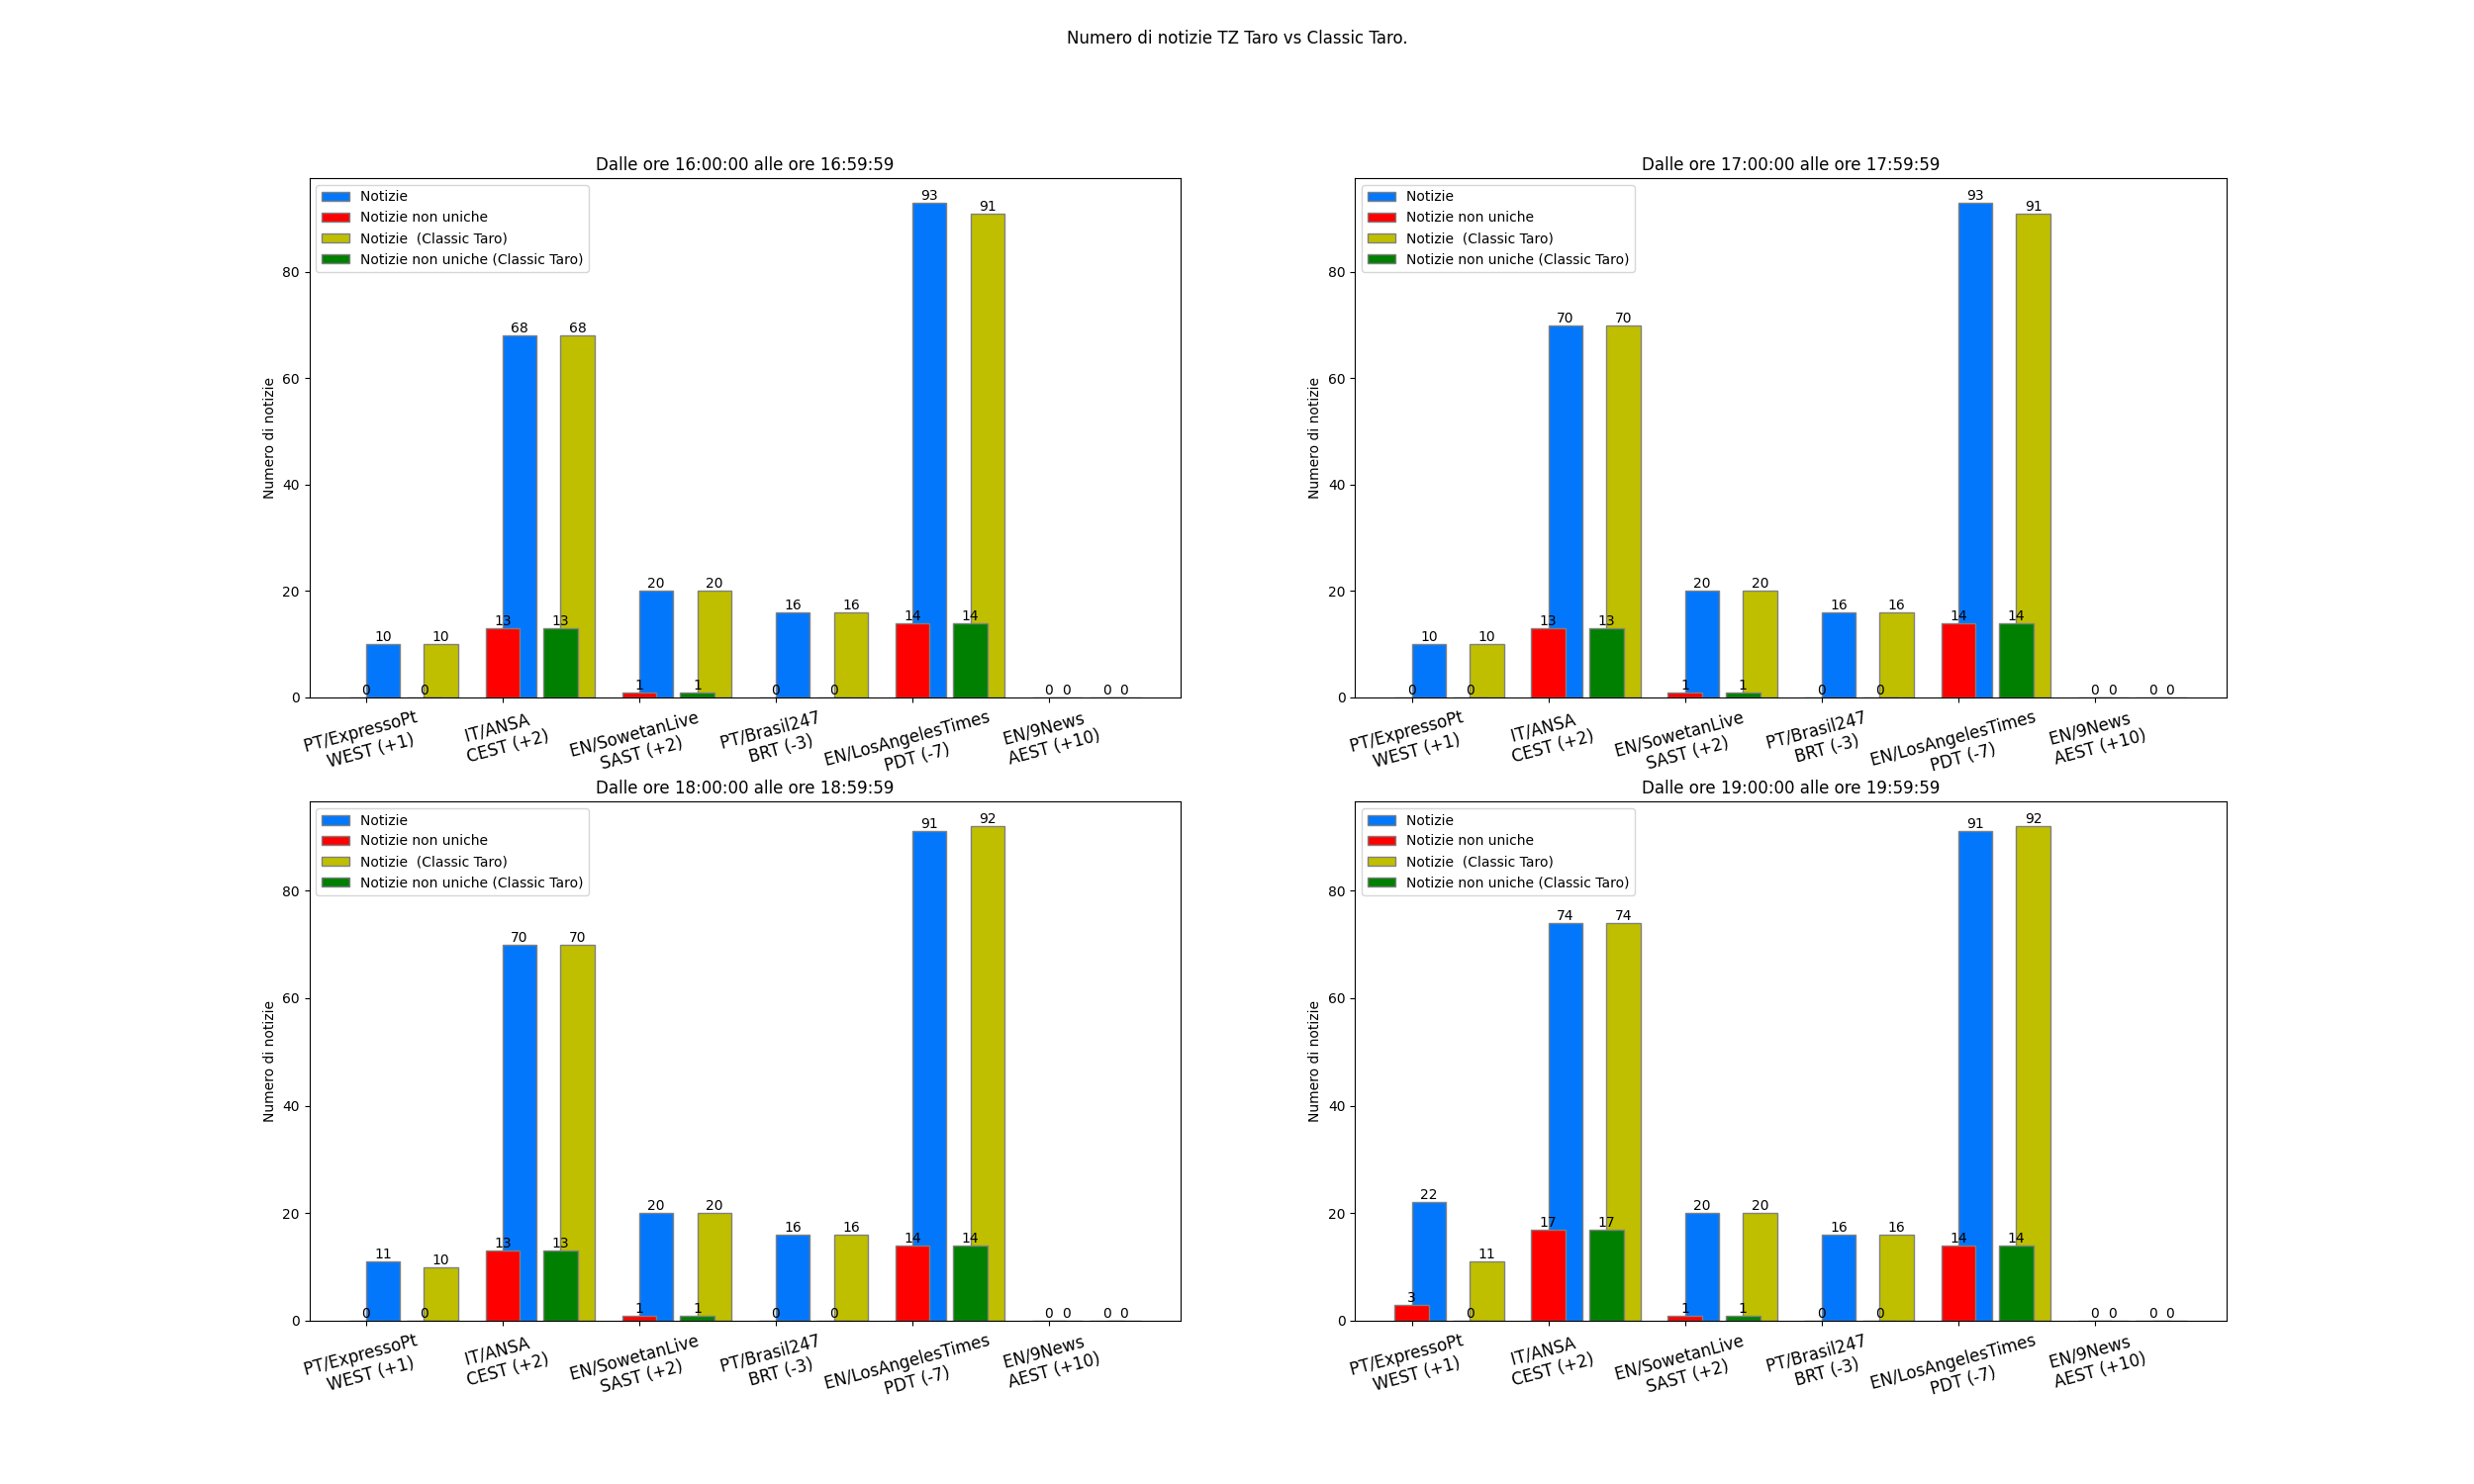 Numero di notizie TZ Taro vs Classic Taro.
Dalle ore 16:00:00 alle ore 16:59:59
Notizie
Notizie non uniche
Notizie  (Classic Taro)
Notizie non uniche (Classic Taro)
Numero di notizie
80
60
40
20
0
93
91
68
68
20
20
16
16
13
13
14
14
10
10
1
1
0
0
0
0
0
0
0
0
PT/ExpressoPt
WEST (+1)
IT/ANSA
CEST (+2)
EN/SowetanLive
SAST (+2)
PT/Brasil247
BRT (-3)
EN/LosAngelesTimes
PDT (-7)
EN/9News
AEST (+10)
Dalle ore 17:00:00 alle ore 17:59:59
Notizie
Notizie non uniche
Notizie  (Classic Taro)
Notizie non uniche (Classic Taro)
Numero di notizie
80
60
40
20
0
93
91
70
70
20
20
16
16
13
13
14
14
10
10
1
1
0
0
0
0
0
0
0
0
PT/ExpressoPt
WEST (+1)
IT/ANSA
CEST (+2)
EN/SowetanLive
SAST (+2)
PT/Brasil247
BRT (-3)
EN/LosAngelesTimes
PDT (-7)
EN/9News
AEST (+10)
Dalle ore 18:00:00 alle ore 18:59:59
Notizie
Notizie non uniche
Notizie  (Classic Taro)
Notizie non uniche (Classic Taro)
Numero di notizie
80
60
40
20
0
91
92
70
70
20
20
16
16
13
13
14
14
11
10
1
1
0
0
0
0
0
0
0
0
PT/ExpressoPt
WEST (+1)
IT/ANSA
CEST (+2)
EN/SowetanLive
SAST (+2)
PT/Brasil247
BRT (-3)
EN/LosAngelesTimes
PDT (-7)
EN/9News
AEST (+10)
Dalle ore 19:00:00 alle ore 19:59:59
Notizie
Notizie non uniche
Notizie  (Classic Taro)
Notizie non uniche (Classic Taro)
Numero di notizie
80
60
40
20
0
91
92
74
74
22
20
20
17
17
16
16
14
14
11
3
1
1
0
0
0
0
0
0
0
PT/ExpressoPt
WEST (+1)
IT/ANSA
CEST (+2)
EN/SowetanLive
SAST (+2)
PT/Brasil247
BRT (-3)
EN/LosAngelesTimes
PDT (-7)
EN/9News
AEST (+10)